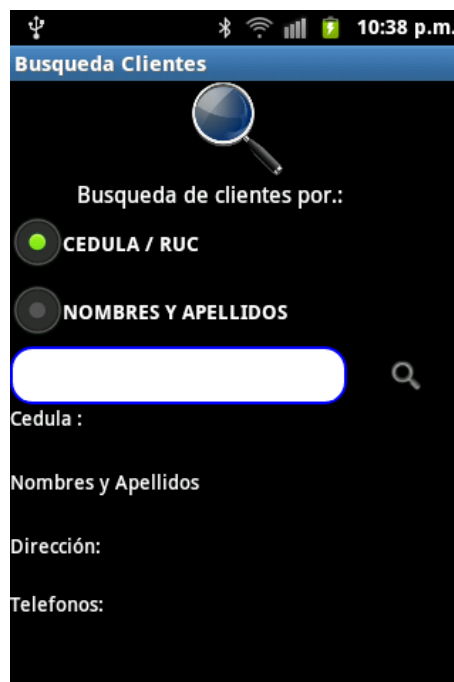 10:38 p.m.
Busqueda Clientes
Busqueda de clientes por.:
CEDULA / RUC
NOMBRES Y APELLIDOS
Cedula :
Nombres y Apellidos
Dirección:
Telefonos: